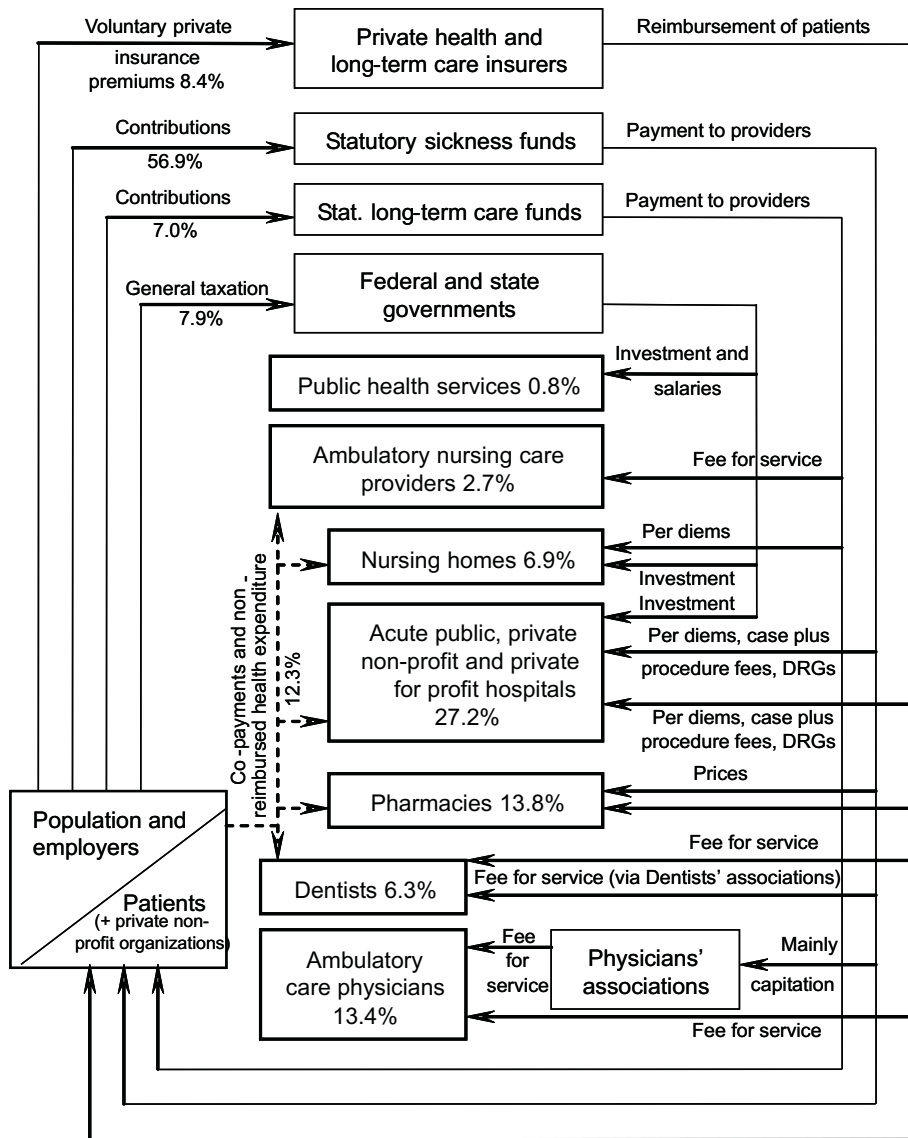 Voluntary private
insurance
premiums 8.4%
Private health and
long-term care insurers
Reimbursement of patients
Contributions
56.9%
Statutory sickness funds
Payment to providers
Contributions
7.0%
Stat. long-term care funds
Payment to providers
General taxation
7.9%
Federal and state
governments
Investment and
salaries
Public health services 0.8%
Ambulatory nursing care
providers 2.7%
Fee for service
Per diems
Nursing homes 6.9%
Investment
Investment
Co-payments and non -
reimbursed health expenditure
12.3%
Acute public, private
non-profit and private
for profit hospitals
27.2%
Per diems, case plus
procedure fees, DRGs
Per diems, case plus
procedure fees, DRGs
Prices
Pharmacies 13.8%
Population and
employers
Patients
(+ private non-
profit organizations)
Fee for service
Dentists 6.3%
Fee for service (via Dentists' associations)
Ambulatory
care physicians
13.4%
Fee
for
service
Physicians’
associations
Mainly
capitation
Fee for service